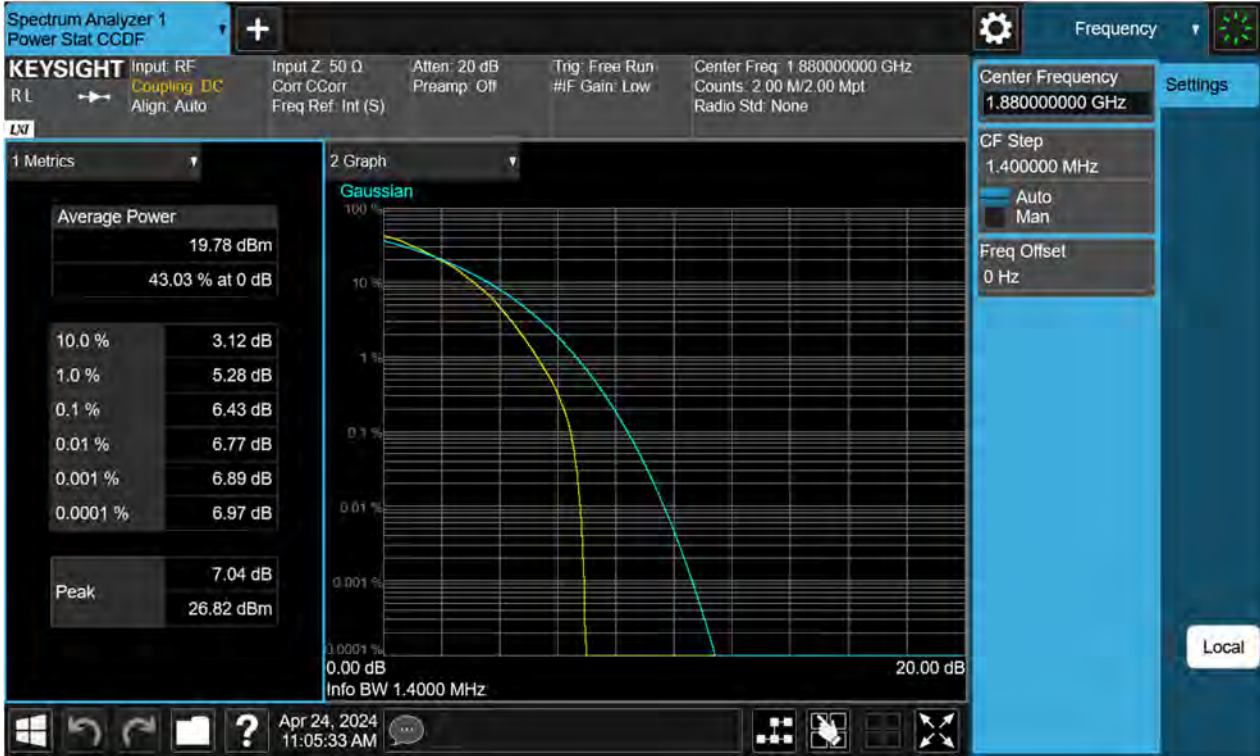 Spectrum Analyzer 1
Power Stat CCDF
+
Frequency
KEYSIGHT
R L
LXI
Input: RF
Coupling: DC
Align: Auto
Input Z: 50 Ω
Corr CCorr
Freq Ref: Int (S)
Atten: 20 dB
Preamp: Off
Trig: Free Run
#IF Gain: Low
Center Freq: 1.880000000 GHz
Counts: 2.00 M/2.00 Mpt
Radio Std: None
Center Frequency
1.880000000 GHz
Settings
CF Step
1.400000 MHz
Auto
Man
Freq Offset
0 Hz
1 Metrics
Average Power
19.78 dBm
43.03 % at 0 dB
10.0 % 3.12 dB
1.0 % 5.28 dB
0.1 % 6.43 dB
0.01 % 6.77 dB
0.001 % 6.89 dB
0.0001 % 6.97 dB
Peak
7.04 dB
26.82 dBm
2 Graph
Gaussian
100 %
10 %
1 %
0.1 %
0.01 %
0.001 %
0.0001 %
0.00 dB 20.00 dB
Info BW 1.4000 MHz
Local
?
Apr 24, 2024
11:05:33 AM